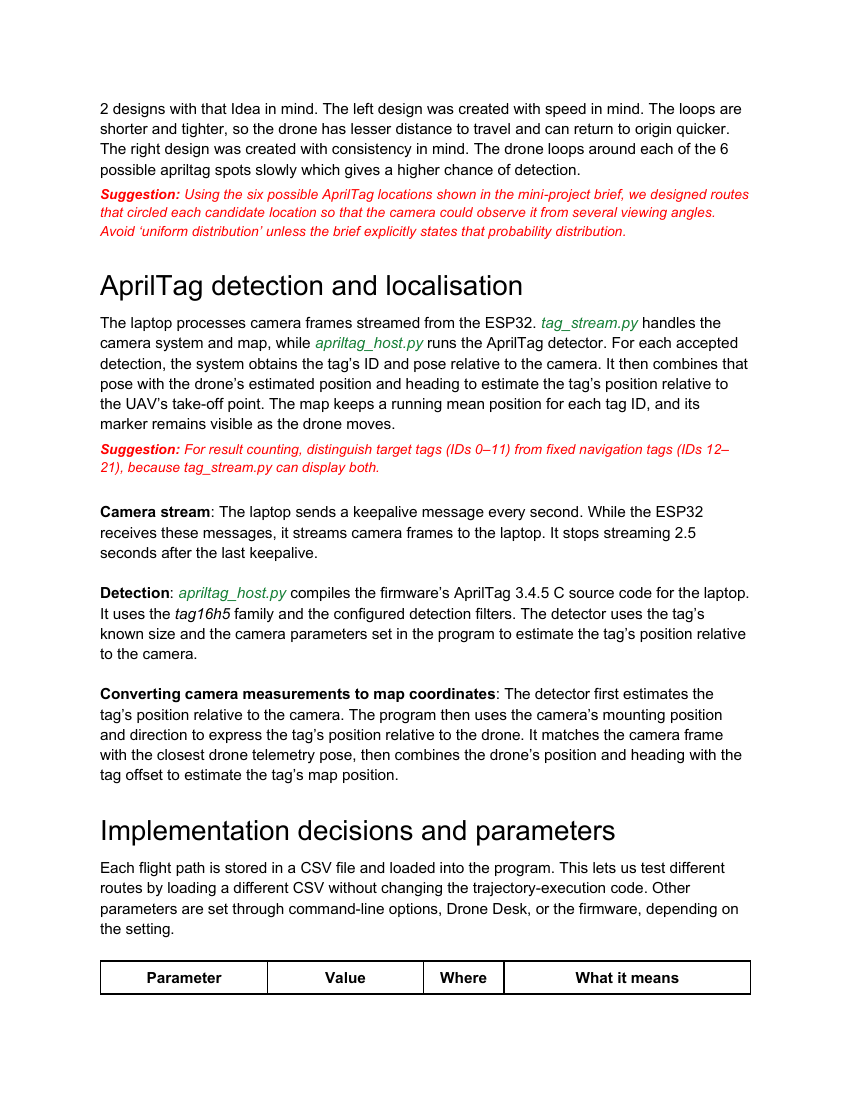 2 designs with that Idea in mind. The left design was created with speed in mind. The loops are
shorter and tighter, so the drone has lesser distance to travel and can return to origin quicker.
The right design was created with consistency in mind. The drone loops around each of the 6
possible apriltag spots slowly which gives a higher chance of detection.
Suggestion: Using the six possible AprilTag locations shown in the mini-project brief, we designed routes
that circled each candidate location so that the camera could observe it from several viewing angles.
Avoid ‘uniform distribution’ unless the brief explicitly states that probability distribution.
AprilTag detection and localisation
The laptop processes camera frames streamed from the ESP32. tag_stream.py handles the
camera system and map, while apriltag_host.py runs the AprilTag detector. For each accepted
detection, the system obtains the tag’s ID and pose relative to the camera. It then combines that
pose with the drone’s estimated position and heading to estimate the tag’s position relative to
the UAV’s take-off point. The map keeps a running mean position for each tag ID, and its
marker remains visible as the drone moves.
Suggestion: For result counting, distinguish target tags (IDs 0–11) from fixed navigation tags (IDs 12–
21), because tag_stream.py can display both.
Camera stream: The laptop sends a keepalive message every second. While the ESP32
receives these messages, it streams camera frames to the laptop. It stops streaming 2.5
seconds after the last keepalive.
Detection: apriltag_host.py compiles the firmware’s AprilTag 3.4.5 C source code for the laptop.
It uses the tag16h5 family and the configured detection filters. The detector uses the tag’s
known size and the camera parameters set in the program to estimate the tag’s position relative
to the camera.
Converting camera measurements to map coordinates: The detector first estimates the
tag’s position relative to the camera. The program then uses the camera’s mounting position
and direction to express the tag’s position relative to the drone. It matches the camera frame
with the closest drone telemetry pose, then combines the drone’s position and heading with the
tag offset to estimate the tag’s map position.
Implementation decisions and parameters
Each flight path is stored in a CSV file and loaded into the program. This lets us test different
routes by loading a different CSV without changing the trajectory-execution code. Other
parameters are set through command-line options, Drone Desk, or the firmware, depending on
the setting.
Parameter Value Where What it means